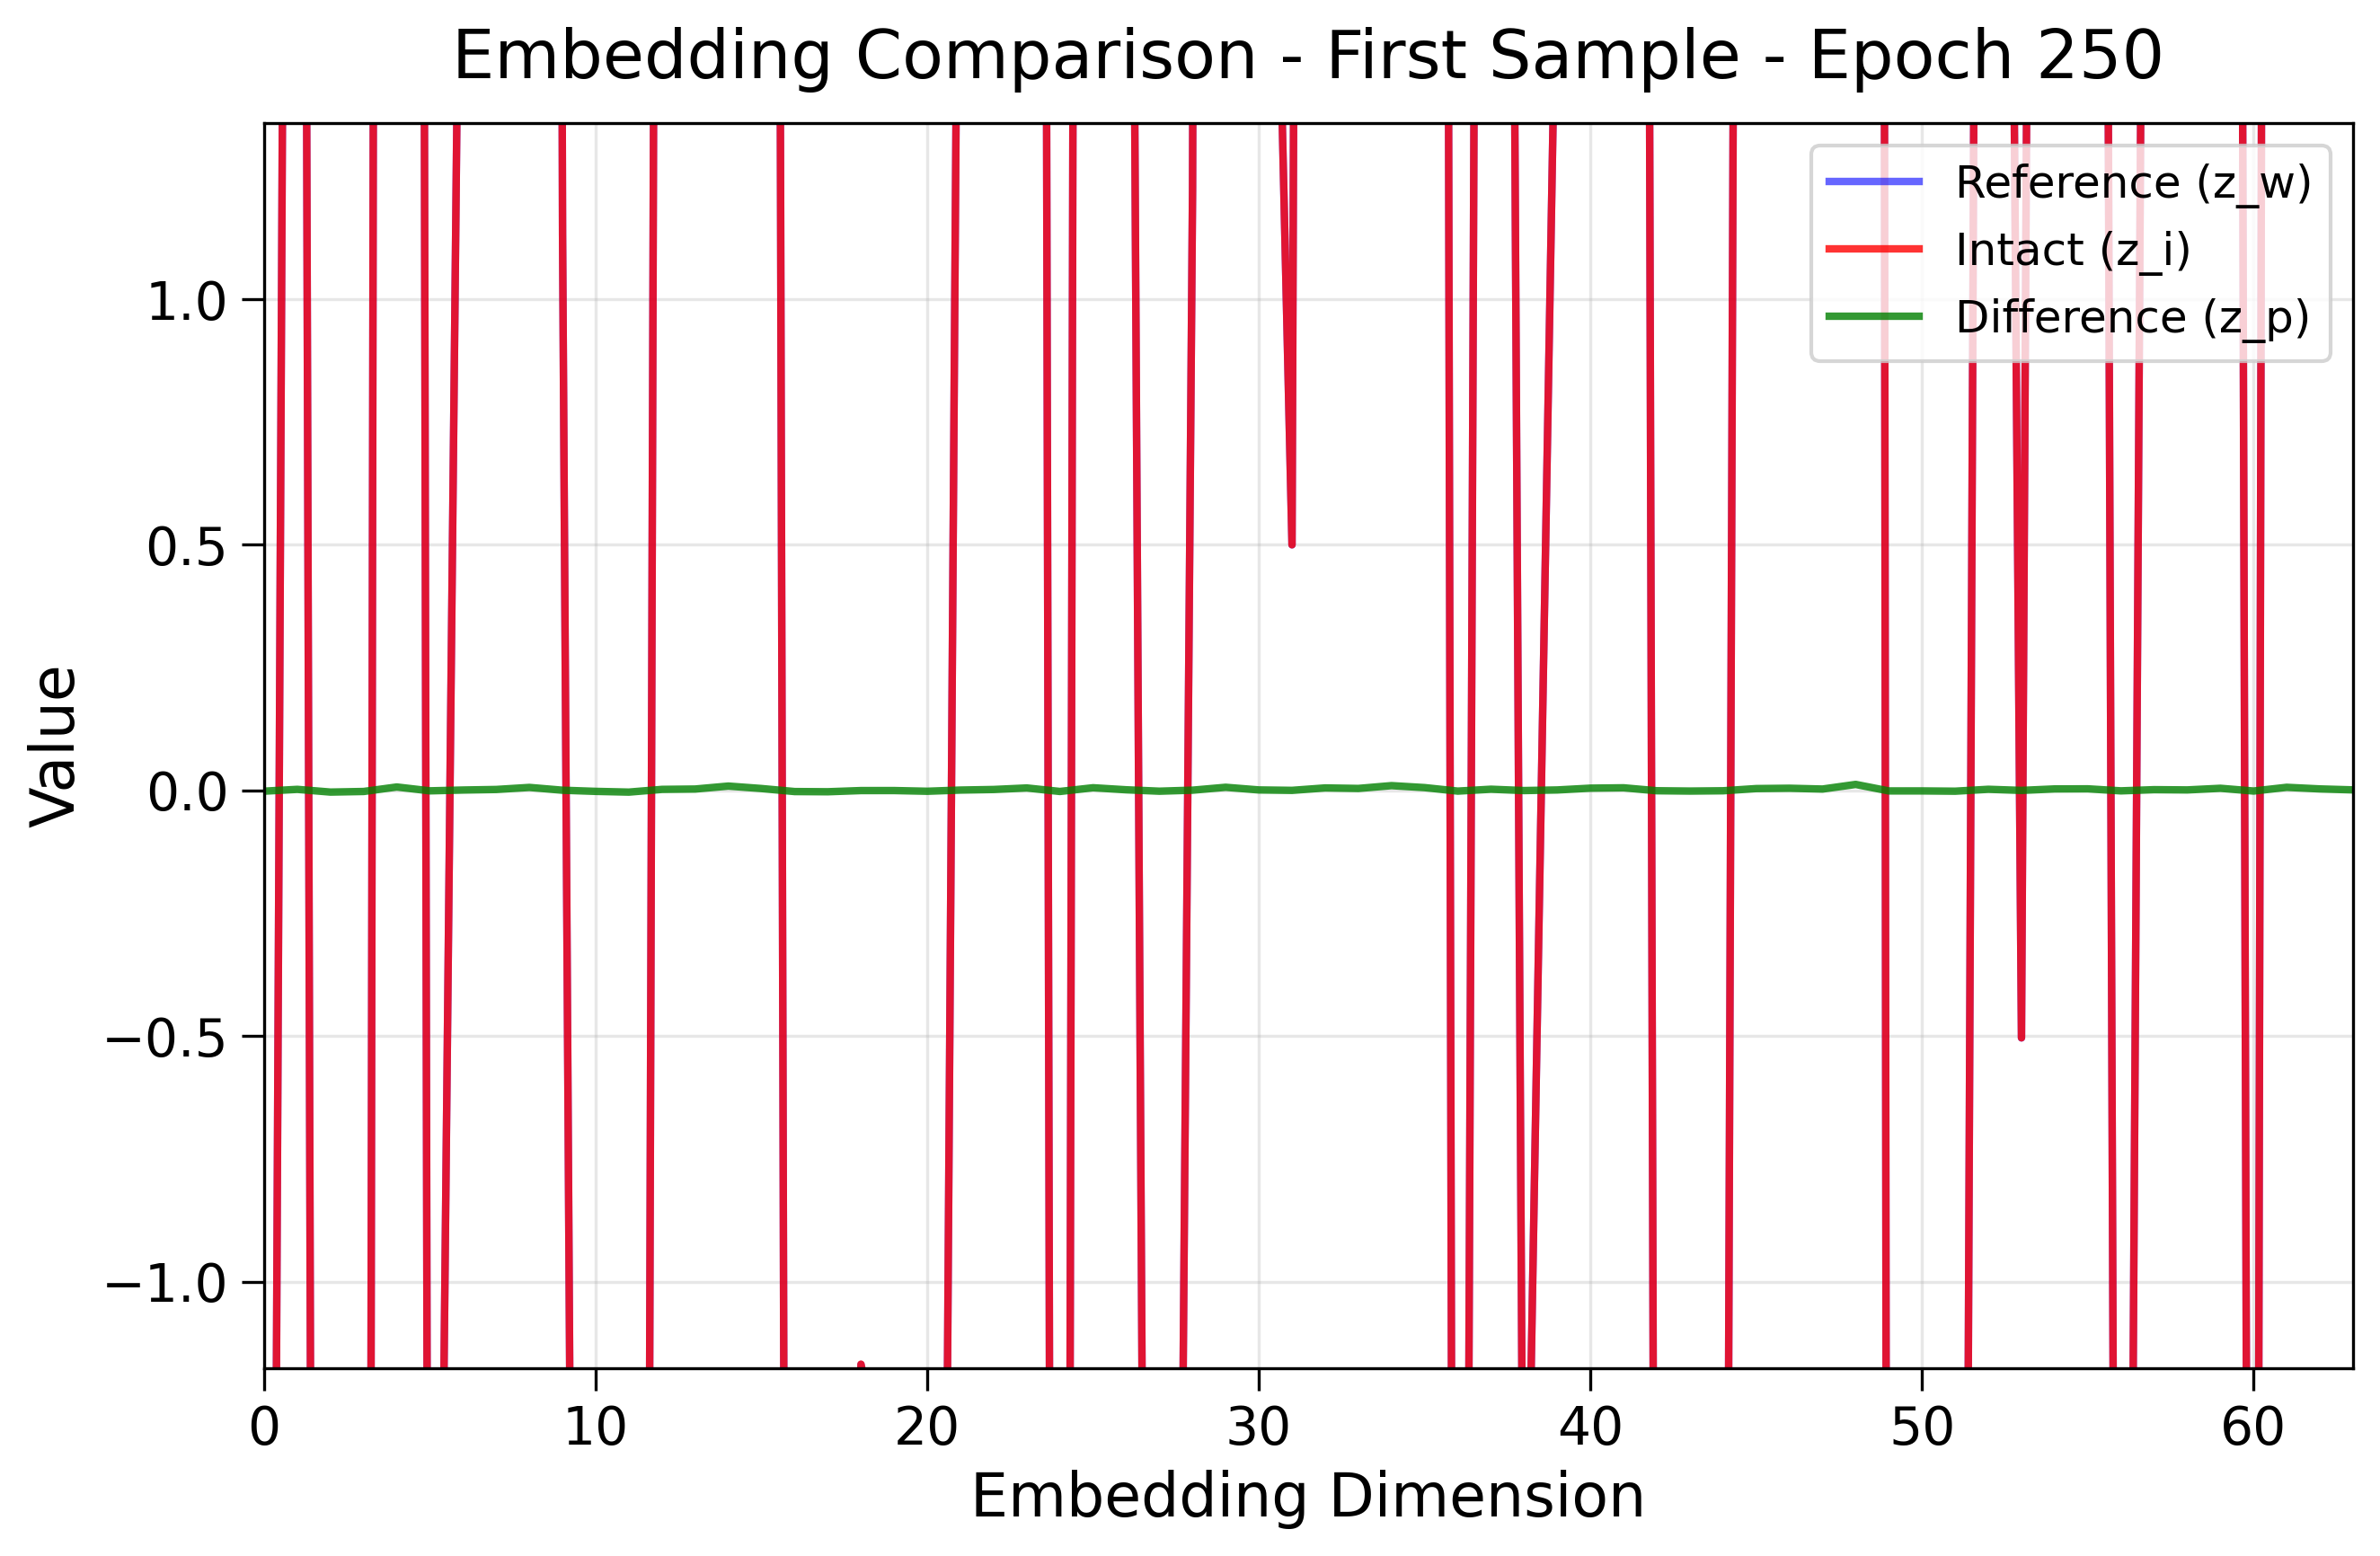 Embedding Comparison - First Sample - Epoch 250
Reference (z_w)
Intact (z_i)
Difference (z_p)
1.0
0.5
0.0
−0.5
−1.0
Value
0 10 20 30 40 50 60
Embedding Dimension